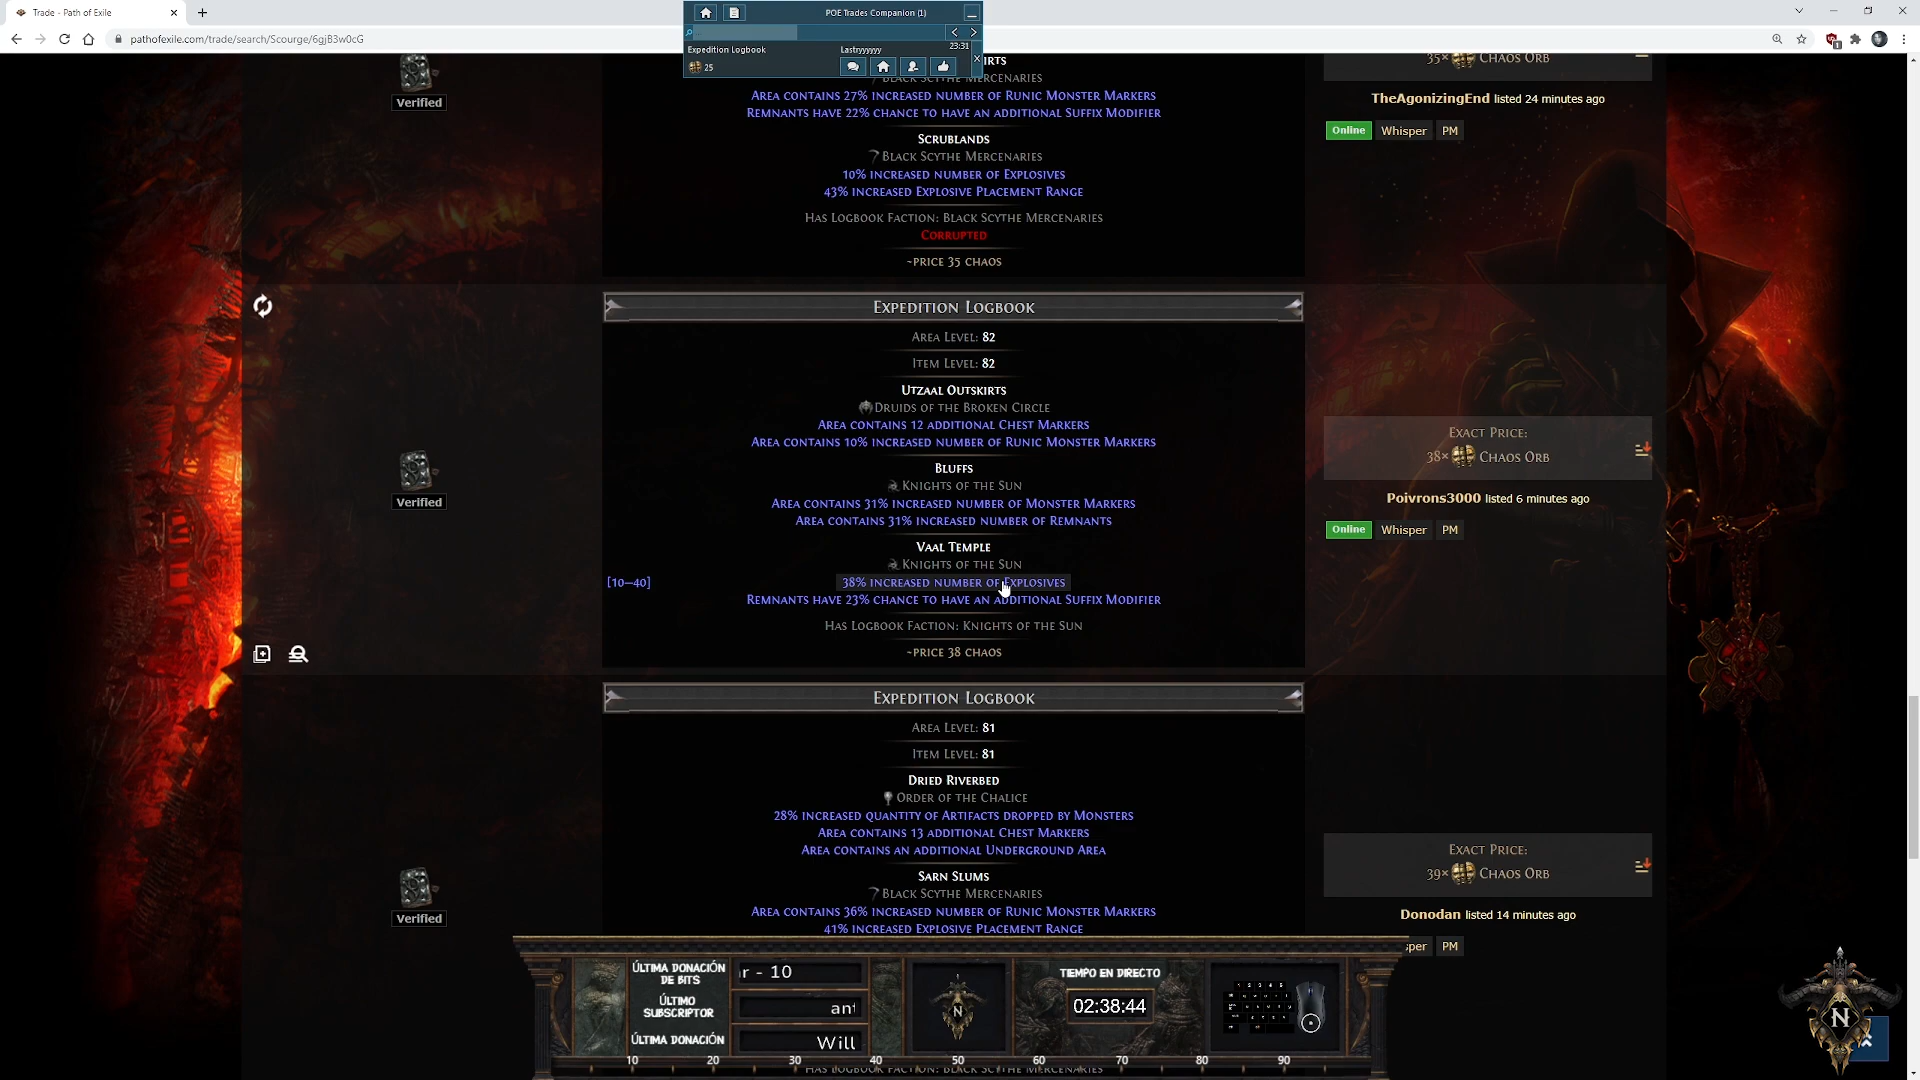 Trade - Path of Exile
pathofexile.com/trade/search/Scourge/6gjB3w0cG
POE Trades Companion (1)
Expedition Logbook
Lastryyyyyy
23:31
25
Black Scythe Mercenaries
Area contains 27% increased number of Runic Monster Markers
Remnants have 22% chance to have an additional Suffix Modifier
Scrublands
Black Scythe Mercenaries
10% increased number of Explosives
43% increased Explosive Placement Range
Has Logbook Faction: Black Scythe Mercenaries
Corrupted
~price 35 chaos
Verified
35× Chaos Orb
TheAgonizingEnd listed 24 minutes ago
Online Whisper PM
Expedition Logbook
Area Level: 82
Item Level: 82
Utzaal Outskirts
Druids of the Broken Circle
Area contains 12 additional Chest Markers
Area contains 10% increased number of Runic Monster Markers
Bluffs
Knights of the Sun
Area contains 31% increased number of Monster Markers
Area contains 31% increased number of Remnants
Vaal Temple
Knights of the Sun
[10—40] 38% increased number of Explosives
Remnants have 23% chance to have an additional Suffix Modifier
Has Logbook Faction: Knights of the Sun
~price 38 chaos
Verified
Exact Price:
38× Chaos Orb
Poivrons3000 listed 6 minutes ago
Online Whisper PM
Expedition Logbook
Area Level: 81
Item Level: 81
Dried Riverbed
Order of the Chalice
28% increased quantity of Artifacts dropped by Monsters
Area contains 13 additional Chest Markers
Area contains an additional Underground Area
Sarn Slums
Black Scythe Mercenaries
Area contains 36% increased number of Runic Monster Markers
41% increased Explosive Placement Range
Verified
Exact Price:
39× Chaos Orb
Donodan listed 14 minutes ago
PM
ÚLTIMA DONACIÓN
DE BITS
r - 10
ÚLTIMO
SUBSCRIPTOR
ÚLTIMA DONACIÓN
Will
N
TIEMPO EN DIRECTO
02:38:44
10 20 30 40 50 60 70 80 90
Has Logbook Faction: Black Scythe Mercenaries
N